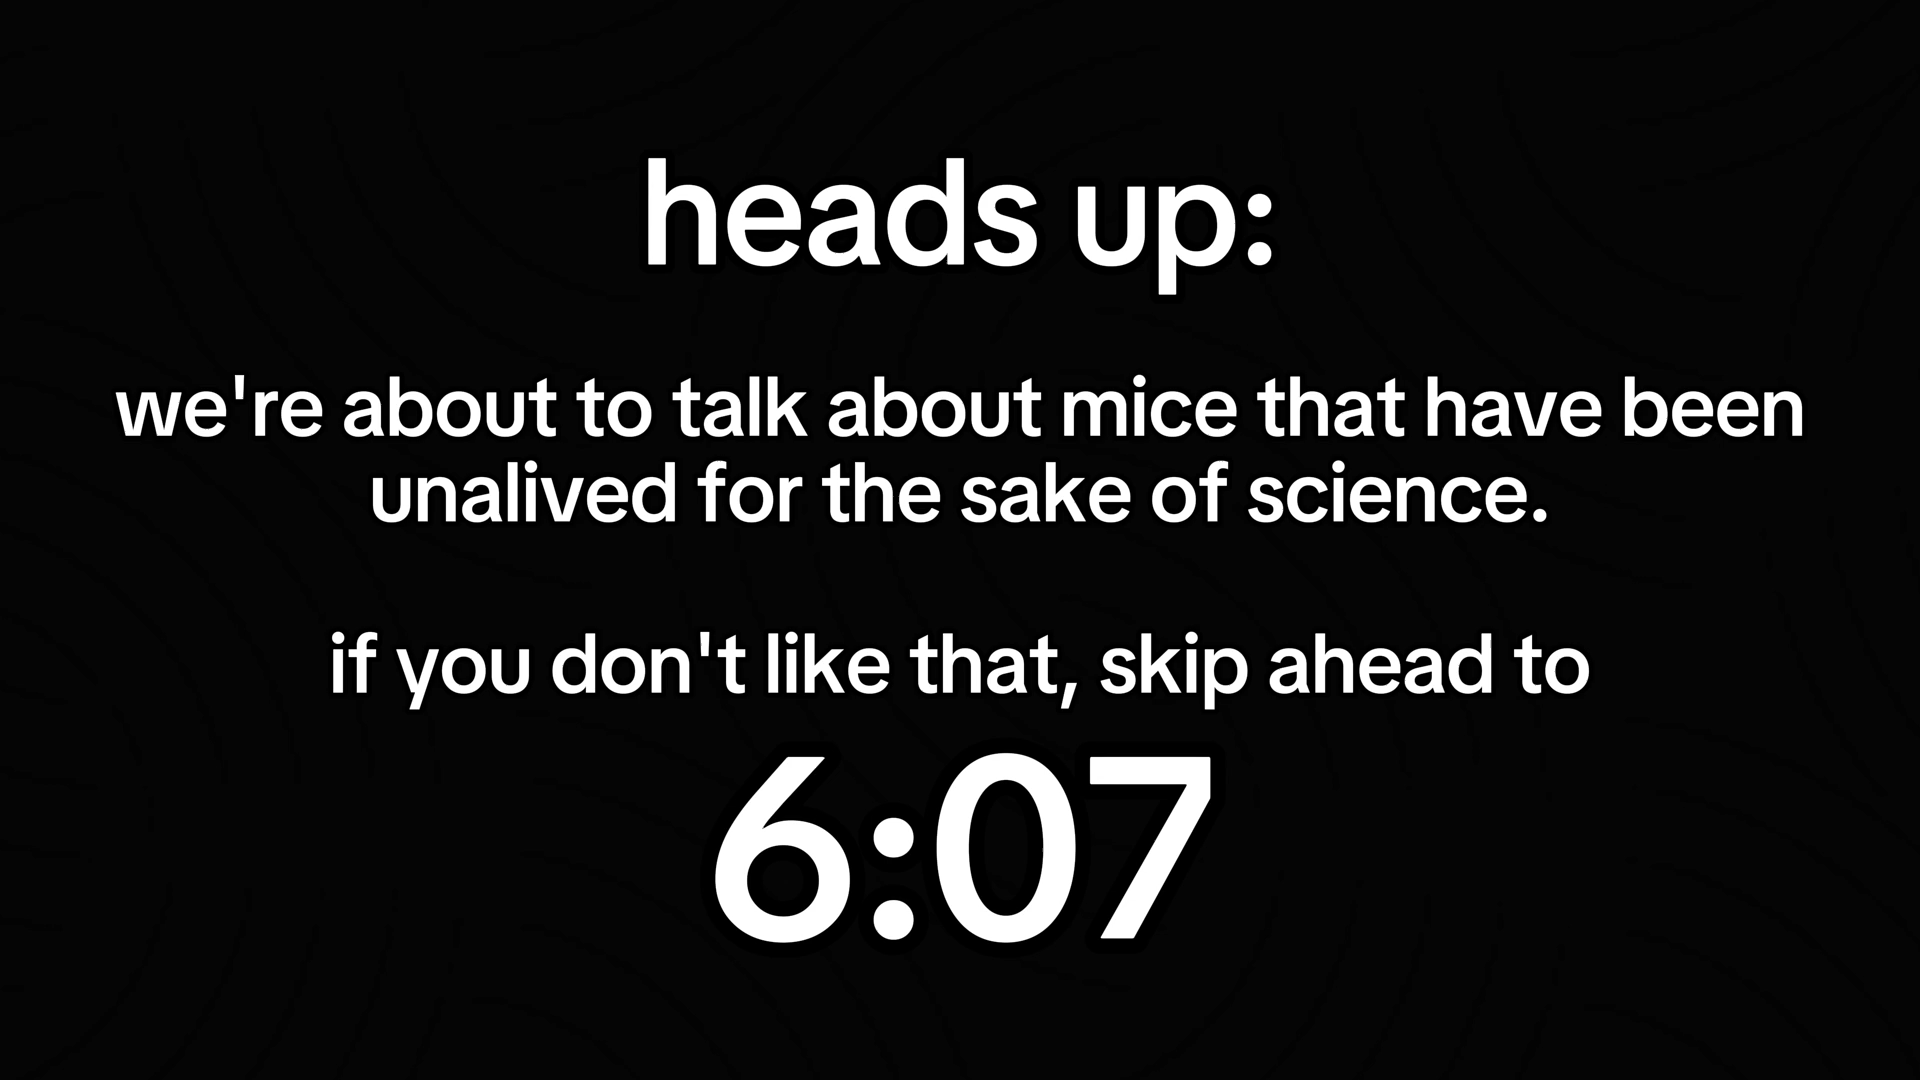 heads up:
we're about to talk about mice that have been
unalived for the sake of science.
if you don't like that, skip ahead to
6:07